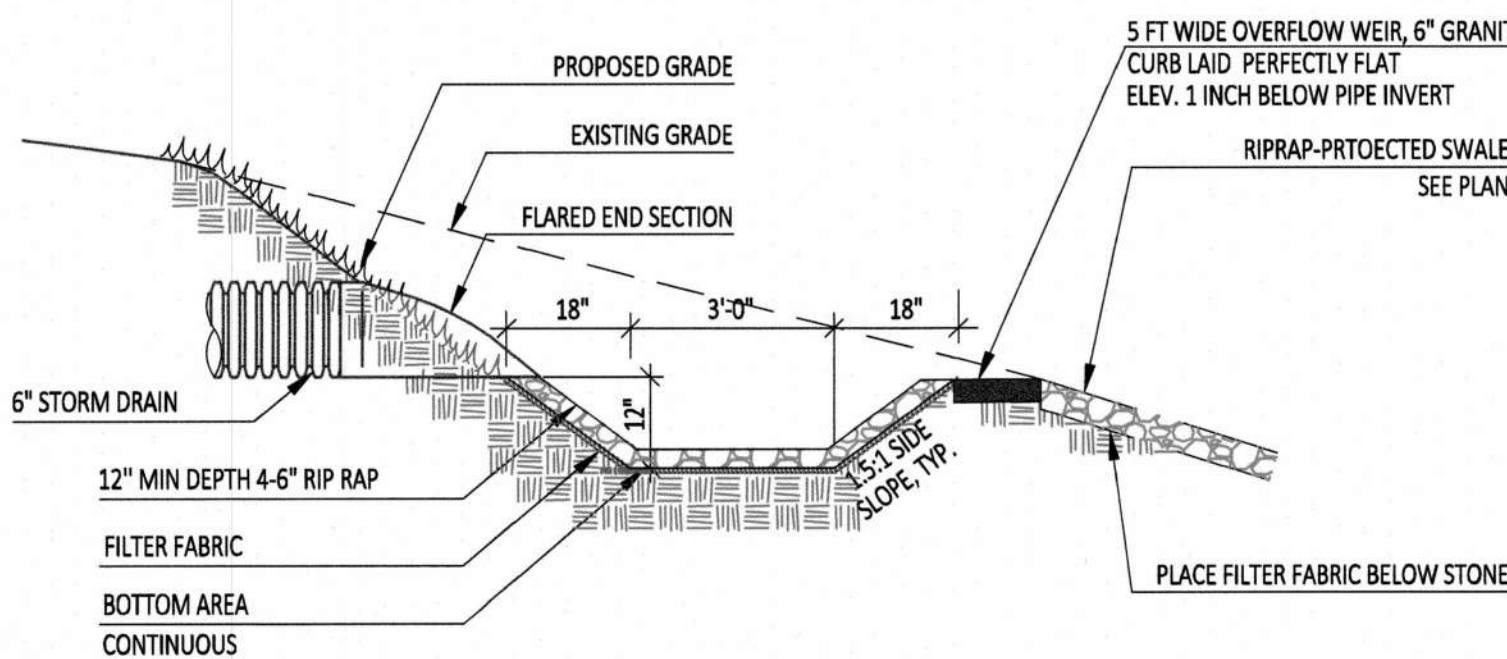 5 FT WIDE OVERFLOW WEIR, 6" GRANIT
CURB LAID PERFECTLY FLAT
ELEV. 1 INCH BELOW PIPE INVERT
PROPOSED GRADE
EXISTING GRADE
RIPRAP-PRTOECTED SWALE
SEE PLAN
FLARED END SECTION
18"
3'-0"
18"
6" STORM DRAIN
12"
1.5:1 SIDE
SLOPE, TYP.
12" MIN DEPTH 4-6" RIP RAP
FILTER FABRIC
PLACE FILTER FABRIC BELOW STONE
BOTTOM AREA
CONTINUOUS